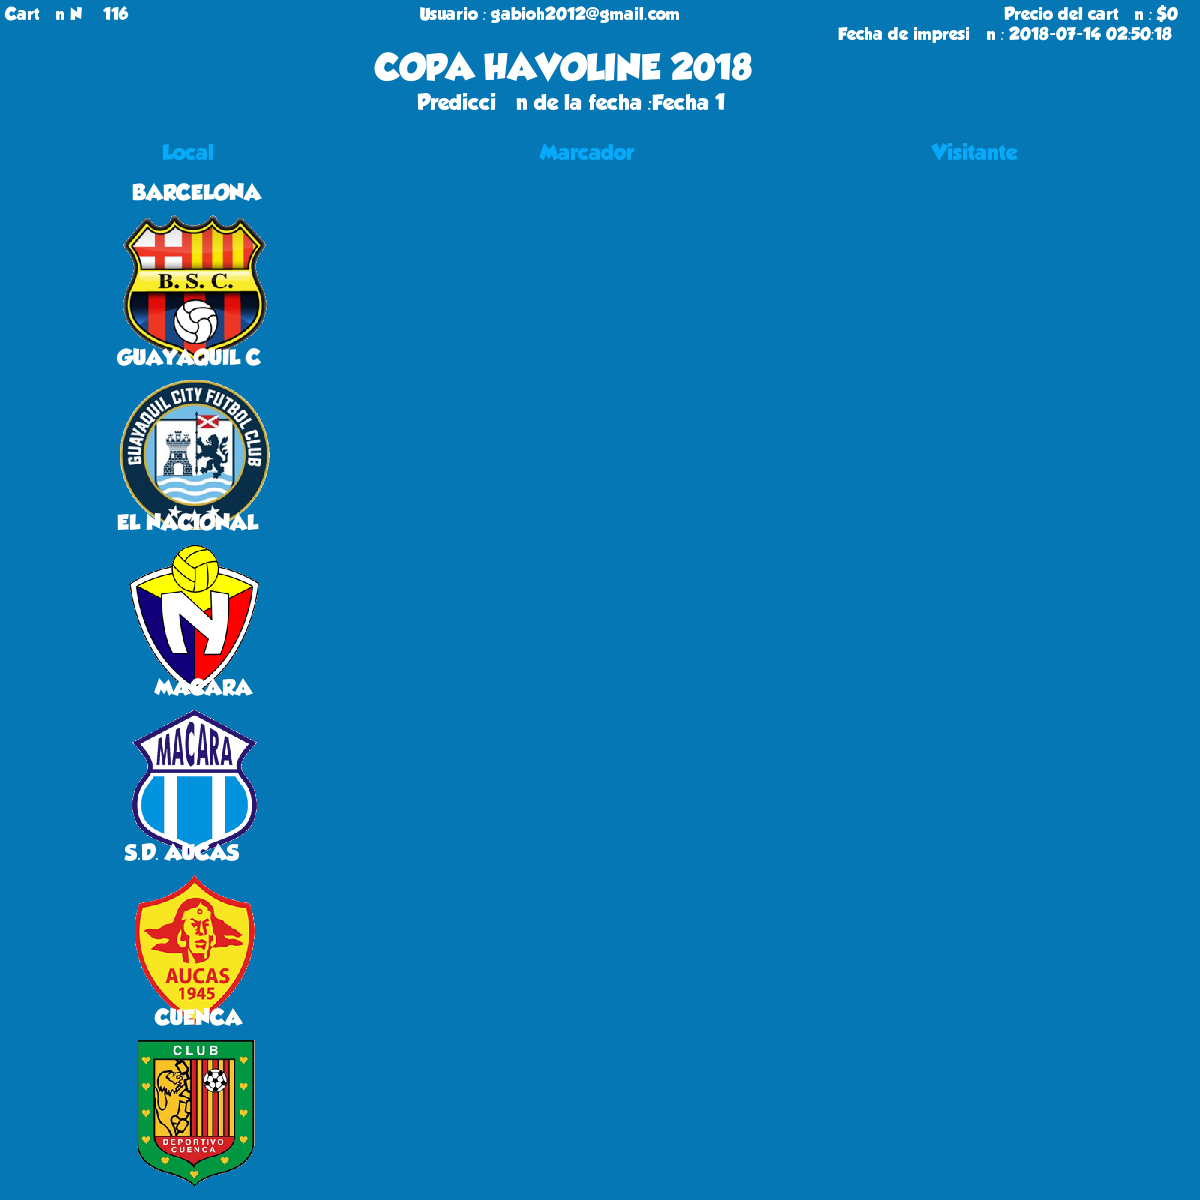 Cart n N 116
Usuario : gabioh2012@gmail.com
Precio del cart n : $0
Fecha de impresi n : 2018-07-14 02:50:18
COPA HAVOLINE 2018
Predicci n de la fecha :Fecha 1
Local Marcador Visitante
BARCELONA
B. S. C.
GUAYAQUIL C
GUAYAQUIL CITY FUTBOL CLUB
EL NACIONAL
N
MACARA
MACARA
S.D. AUCAS
AUCAS
1945
CUENCA
CLUB
DEPORTIVO
CUENCA